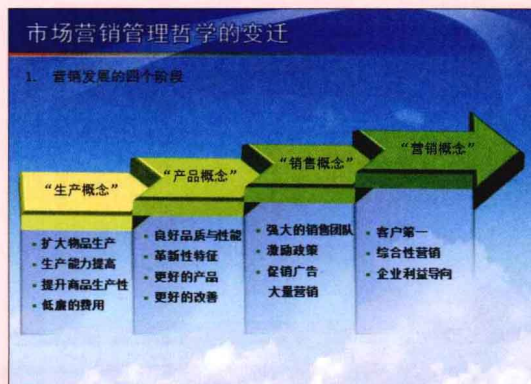 市场营销管理哲学的变迁
1. 营销发展的四个阶段
“生产概念”
• 扩大物品生产
• 生产能力提高
• 提升商品生产性
• 低廉的费用
“产品概念”
• 良好品质与性能
• 革新性特征
• 更好的产品
• 更好的改善
“销售概念”
• 强大的销售团队
• 激励政策
• 促销广告
大量营销
“营销概念”
• 客户第一
• 综合性营销
• 企业利益导向